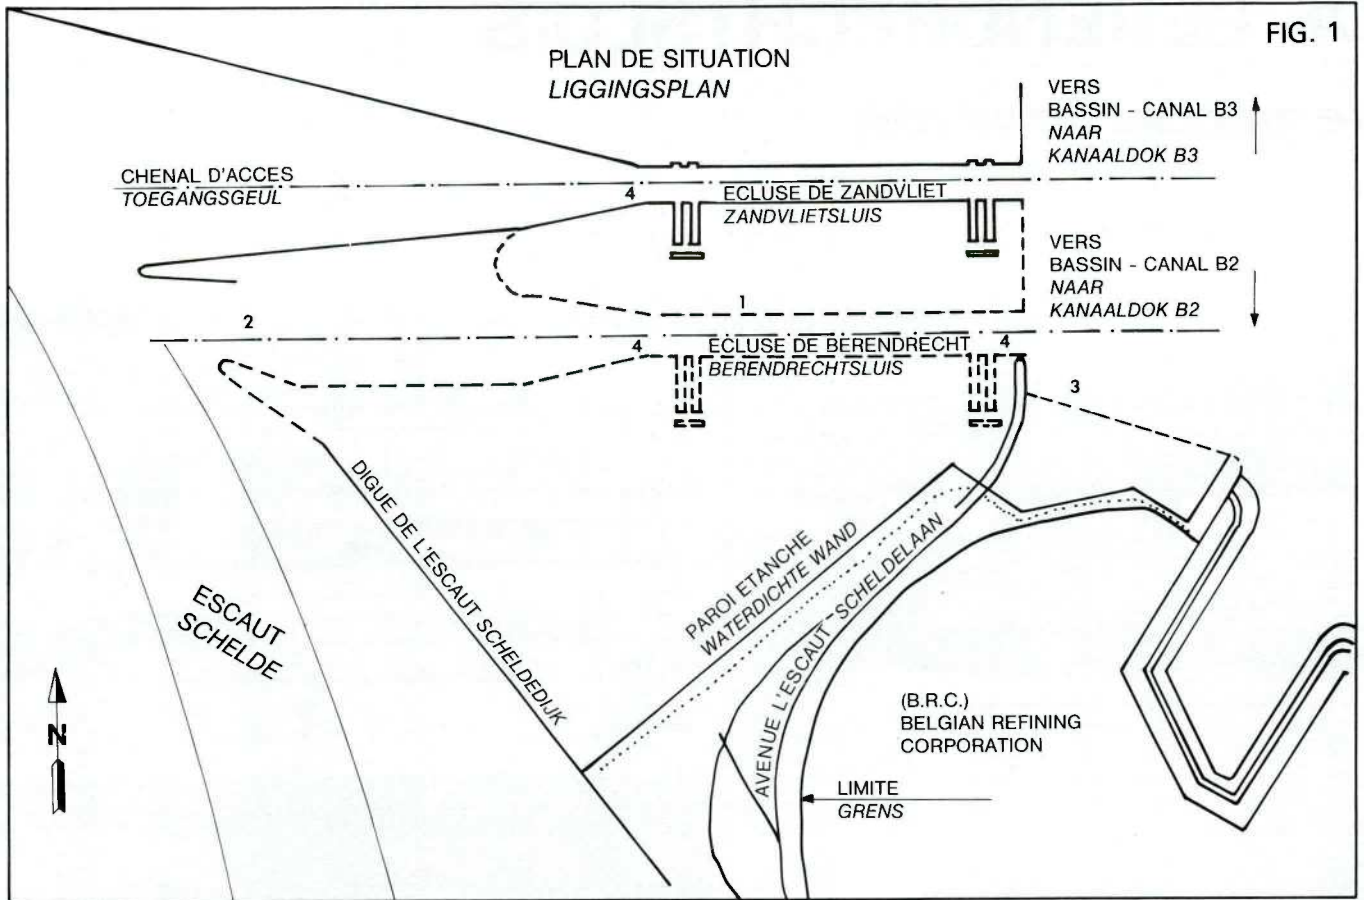 FIG. 1
PLAN DE SITUATION
LIGGINGSPLAN
VERS
BASSIN - CANAL B3
NAAR
KANAALDOK B3
CHENAL D'ACCES
TOEGANGSGEUL
4
ECLUSE DE ZANDVLIET
ZANDVLIETSLUIS
VERS
BASSIN - CANAL B2
NAAR
KANAALDOK B2
1
2
4
ECLUSE DE BERENDRECHT
BERENDRECHTSLUIS
4
3
DIGUE DE L'ESCAUT SCHELDEDIJK
PAROI ETANCHE
WATERDICHTE WAND
AVENUE L'ESCAUT SCHELDELAAN
ESCAUT
SCHELDE
N
(B.R.C.)
BELGIAN REFINING
CORPORATION
LIMITE
GRENS